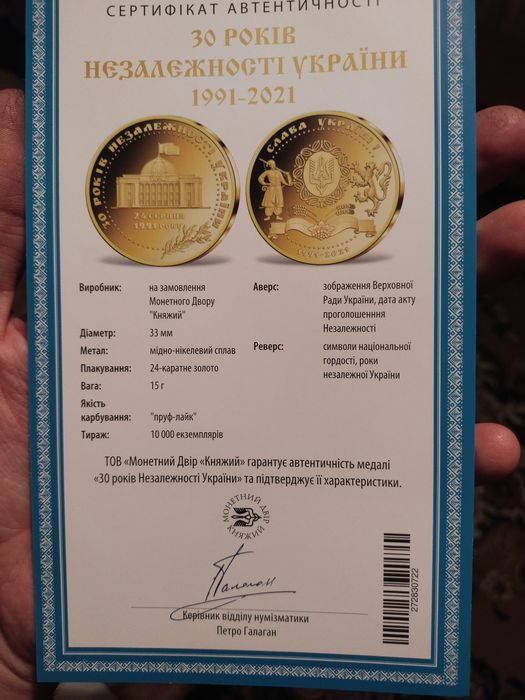 СЕРТИФІКАТ АВТЕНТИЧНОСТІ
30 РОКІВ
НЕЗАЛЕЖНОСТІ УКРАЇНИ
1991-2021
30 РОКІВ НЕЗАЛЕЖНОСТІ УКРАЇНИ
24 СЕРПНЯ
1991 РОКУ
СЛАВА УКРАЇНІ!
1991-2021
Виробник: на замовлення
Монетного Двору
"Княжий"
Діаметр: 33 мм
Метал: мідно-нікелевий сплав
Плакування: 24-каратне золото
Вага: 15 г
Якість
карбування: "пруф-лайк"
Тираж: 10 000 екземплярів
Аверс: зображення Верховної
Ради України, дата акту
проголошенння
Незалежності
Реверс: символи національної
гордості, роки
незалежної України
ТОВ «Монетний Двір «Княжий» гарантує автентичність медалі
«30 років Незалежності України» та підтверджує її характеристики.
МОНЕТНИЙ ДВІР
КНЯЖИЙ
Галаган
Керівник відділу нумізматики
Петро Галаган
272830722